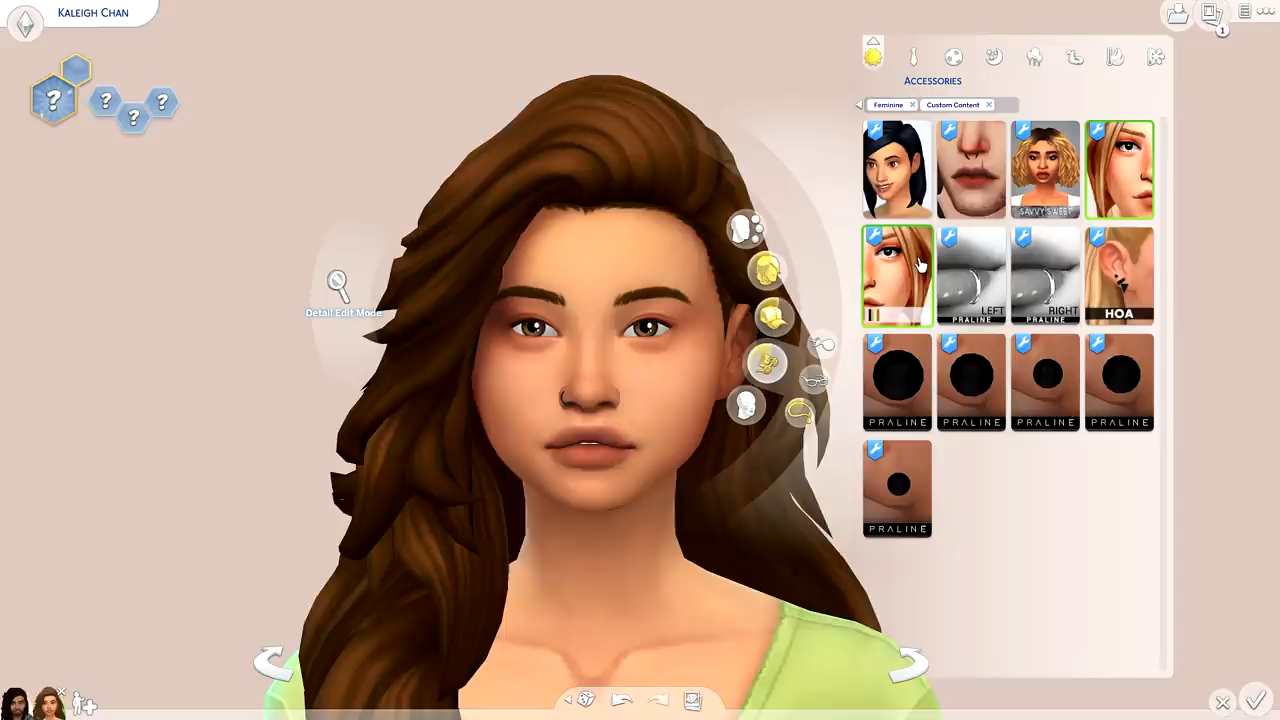 KALEIGH CHAN
1
ACCESSORIES
Feminine
Custom Content
? ? ? ?
SAVVY SWEET
Detail Edit Mode
LEFT
PRALINE
RIGHT
PRALINE
HOA
PRALINE
PRALINE
PRALINE
PRALINE
PRALINE